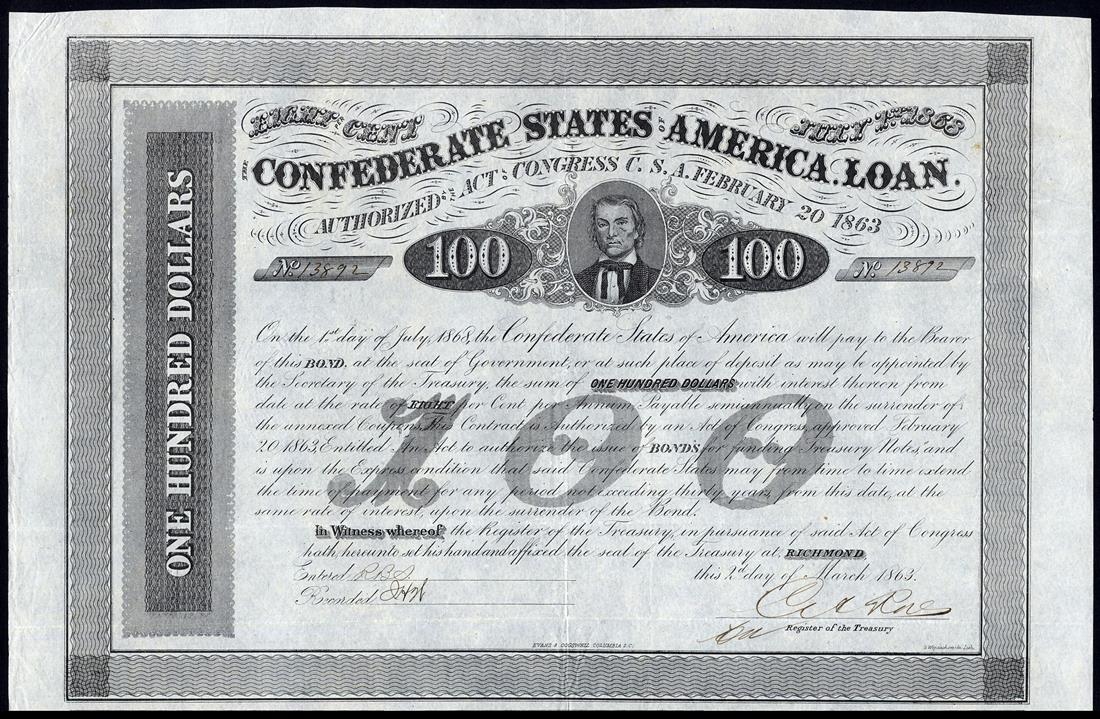 EIGHT PR CENT
JULY 1ST 1868
THE CONFEDERATE STATES OF AMERICA. LOAN.
AUTHORIZED BY THE ACT OF CONGRESS C. S. A. FEBRUARY 20 1863
100
100
No. 13892
No. 13892
ONE HUNDRED DOLLARS
On the 1st day of July, 1868, the Confederate States of America will pay to the Bearer
of this BOND, at the seat of Government, or at such place of deposit as may be appointed by
the Secretary of the Treasury, the sum of ONE HUNDRED DOLLARS with interest thereon from
date at the rate of EIGHT per Cent per Annum Payable semiannually on the surrender of
the annexed Coupons. This Contract is Authorized by an Act of Congress, approved February
20 1863, Entitled "An Act to authorize the issue of BONDS for funding Treasury Notes," and
is upon the Express condition that said Confederate States may from time to time extend
the time of payment for any period not exceeding thirty years from this date, at the
same rate of interest, upon the surrender of the Bond.
100
In Witness whereof the Register of the Treasury, in pursuance of said Act of Congress
hath, hereunto set his hand and affixed the seal of the Treasury at, RICHMOND
this 2d day of March 1863.
Entered
Recorded
Register of the Treasury
EVANS & COGSWELL COLUMBIA S.C.